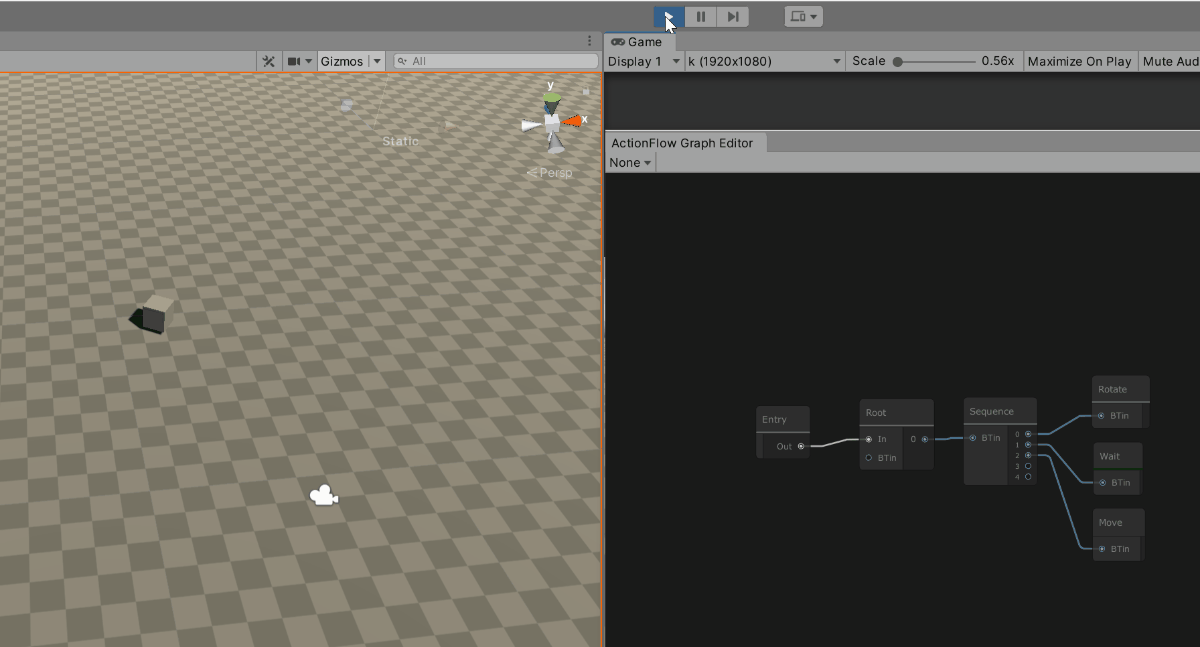 Game
Gizmos
All
Display 1
k (1920x1080)
Scale
0.56x
Maximize On Play
Mute Aud
y
x
Static
Persp
ActionFlow Graph Editor
None
Entry
Out
Root
In
0
BTin
Sequence
BTin
0
1
2
3
4
Rotate
BTin
Wait
BTin
Move
BTin